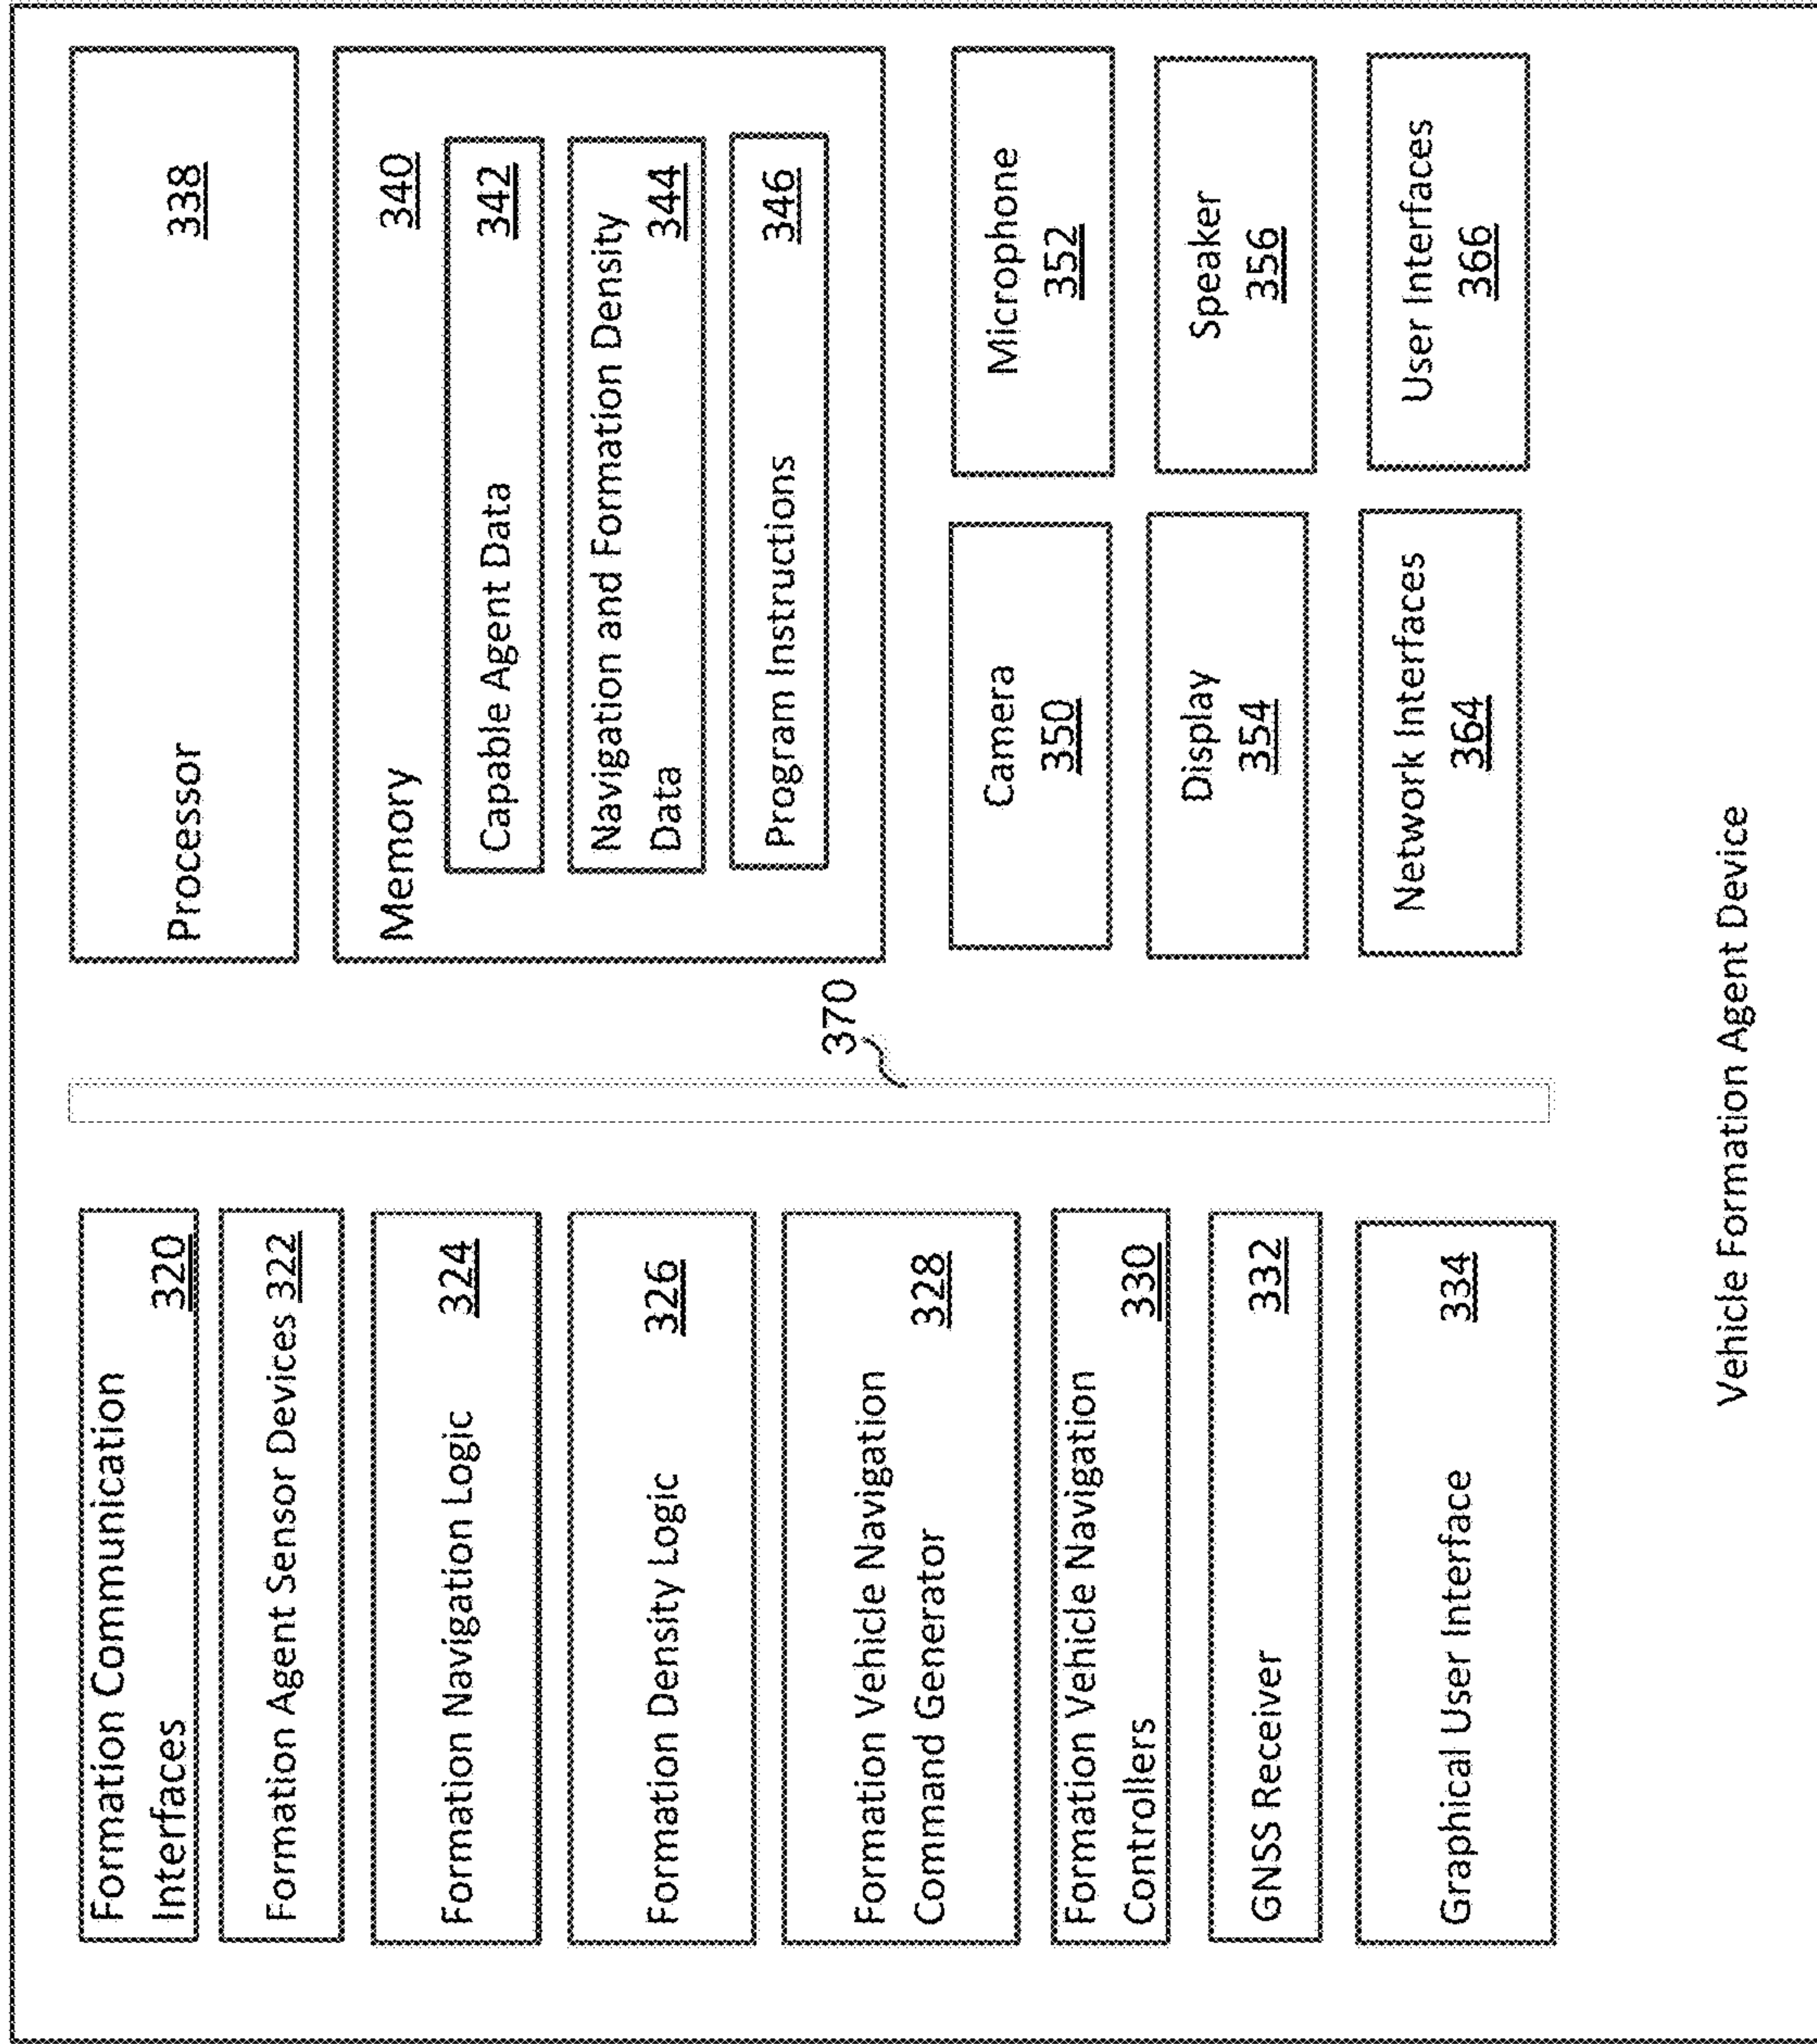 Formation Communication
Interfaces 320
Formation Agent Sensor Devices 322
Formation Navigation Logic 324
Formation Density Logic 326
Formation Vehicle Navigation
Command Generator 328
Formation Vehicle Navigation
Controllers 330
GNSS Receiver 332
Graphical User Interface 334
370
Processor 338
Memory 340
Capable Agent Data 342
Navigation and Formation Density
Data 344
Program Instructions 346
Camera
350
Microphone
352
Display
354
Speaker
356
Network Interfaces
364
User Interfaces
366
Vehicle Formation Agent Device